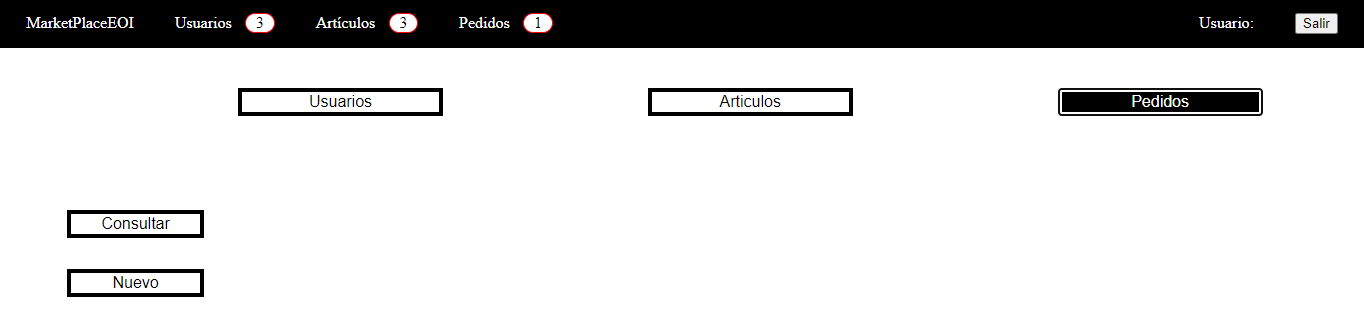 MarketPlaceEOI Usuarios 3 Artículos 3 Pedidos 1 Usuario: Salir
Usuarios Articulos Pedidos
Consultar
Nuevo